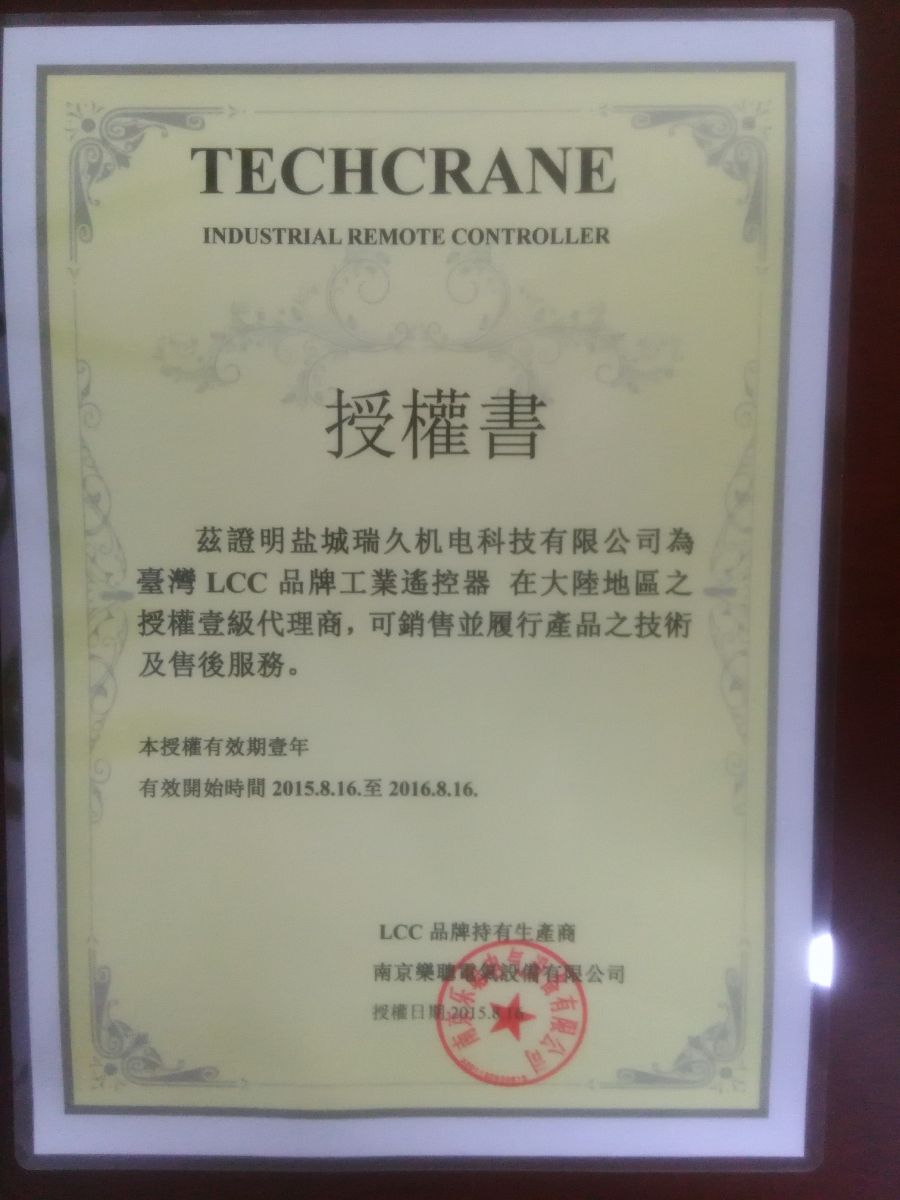 TECHCRANE
INDUSTRIAL REMOTE CONTROLLER
授權書
茲證明盐城瑞久机电科技有限公司為
臺灣 LCC 品牌工業遙控器 在大陸地區之
授權壹級代理商，可銷售並履行產品之技術
及售後服務。
本授權有效期壹年
有效開始時間 2015.8.16.至 2016.8.16.
LCC 品牌持有生產商
南京樂聰電氣設備有限公司
授權日期 2015.8.16